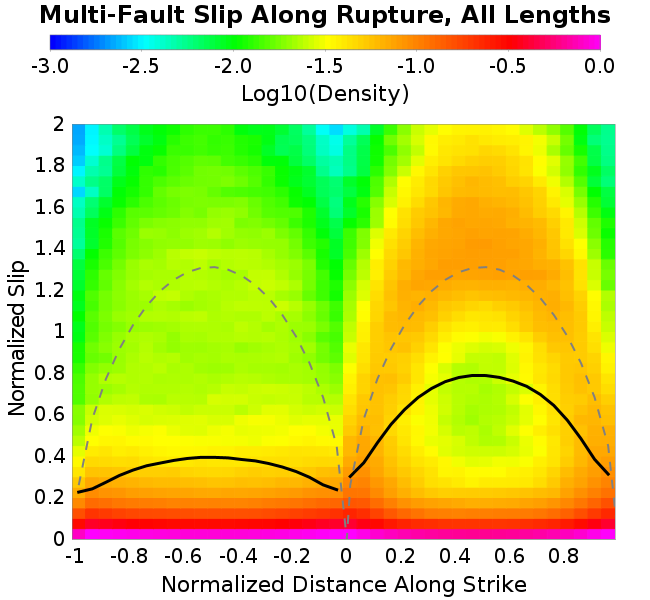 Multi-Fault Slip Along Rupture, All Lengths
-3.0 -2.5 -2.0 -1.5 -1.0 -0.5 0.0
Log10(Density)
2
1.8
1.6
1.4
1.2
1
0.8
0.6
0.4
0.2
0
Normalized Slip
-1 -0.8 -0.6 -0.4 -0.2 0 0.2 0.4 0.6 0.8
Normalized Distance Along Strike